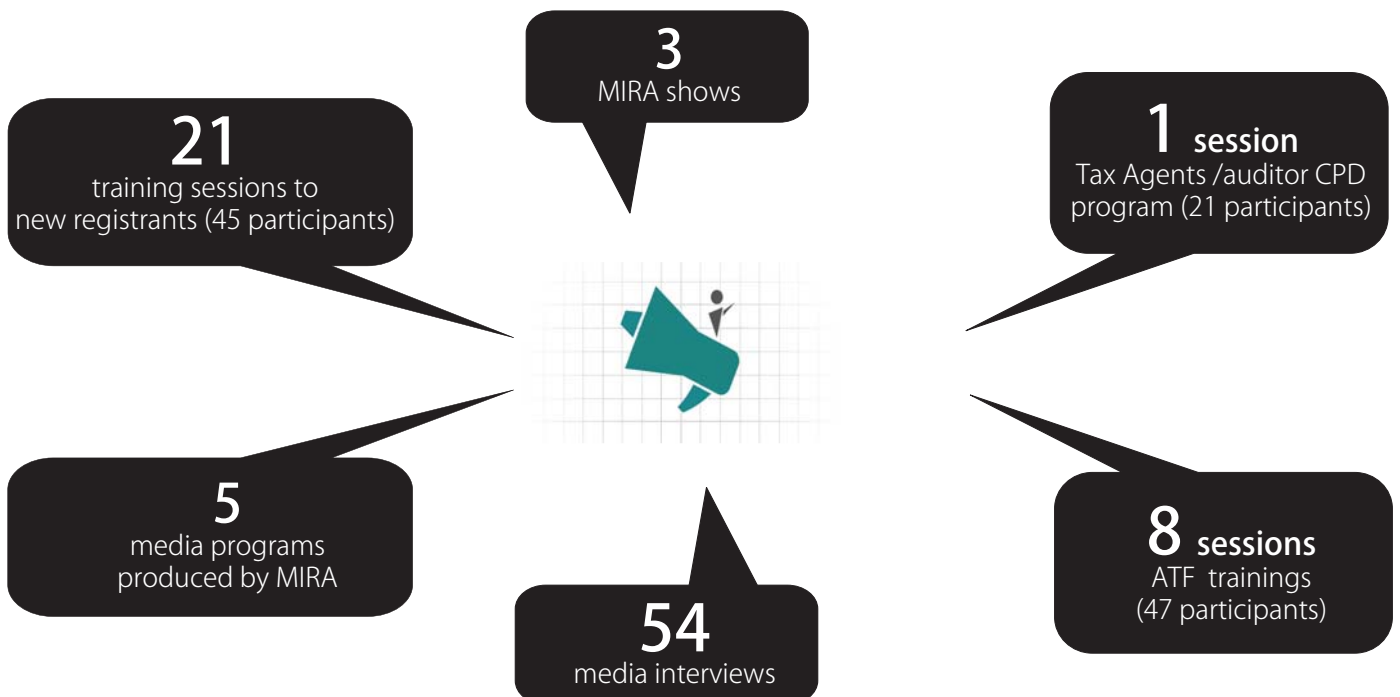 3
MIRA shows
21
training sessions to
new registrants (45 participants)
1 session
Tax Agents /auditor CPD
program (21 participants)
5
media programs
produced by MIRA
54
media interviews
8 sessions
ATF trainings
(47 participants)